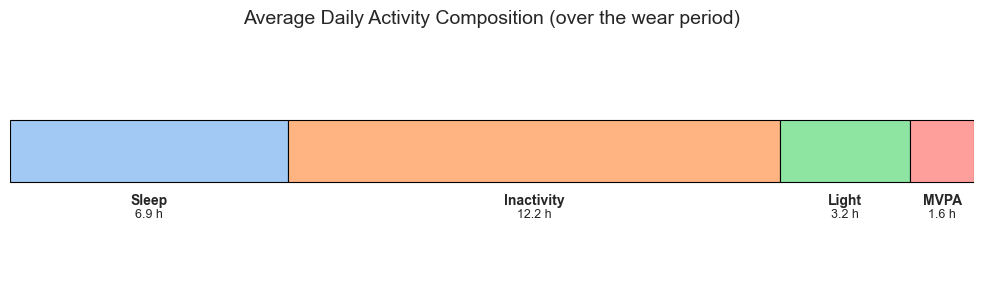 Average Daily Activity Composition (over the wear period)
Sleep
6.9 h
Inactivity
12.2 h
Light
3.2 h
MVPA
1.6 h